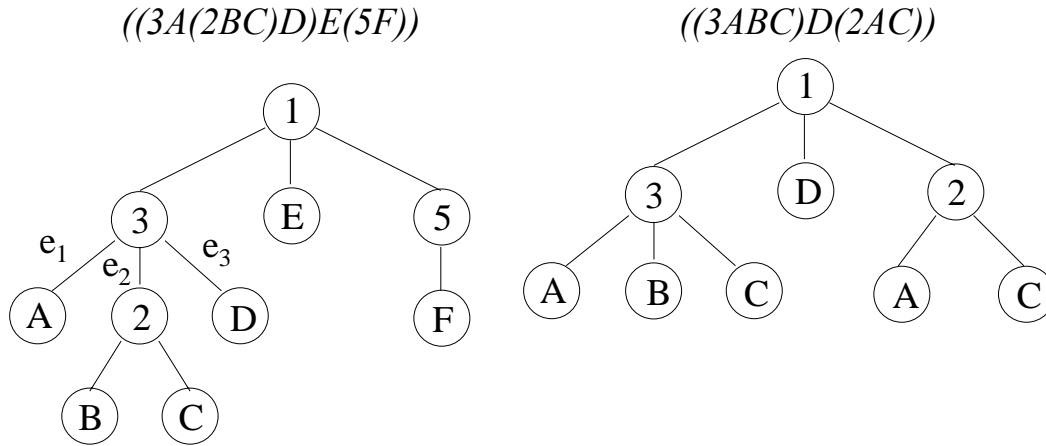 ((3A(2BC)D)E(5F))
((3ABC)D(2AC))
1
3 E 5
e1 e2 e3
A 2 D F
B C
1
3 D 2
A B C A C